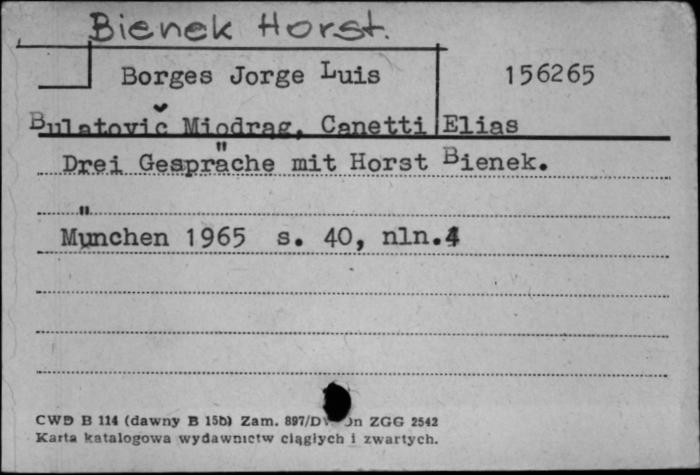 Bienek Horst.
Borges Jorge Luis 156265
Bulatovič Miodrag, Canetti Elias
Drei Gespräche mit Horst Bienek.
München 1965 s. 40, nln.4
CWD B 114 (dawny B 15b) Zam. 897/D ZGG 2542
Karta katalogowa wydawnictw ciągłych i zwartych.